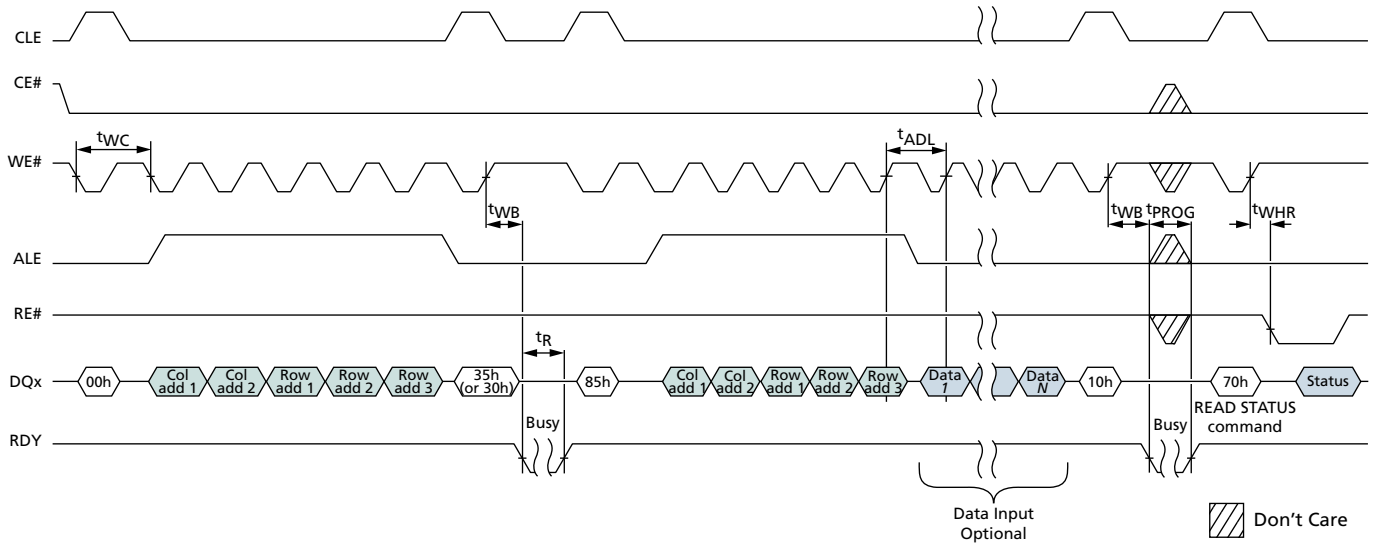 CLE
CE#
tWC
tADL
WE#
tWB
tWB
tPROG
tWHR
ALE
RE#
tR
DQx
00h
Col
add 1
Col
add 2
Row
add 1
Row
add 2
Row
add 3
35h
(or 30h)
85h
Col
add 1
Col
add 2
Row
add 1
Row
add 2
Row
add 3
Data
1
Data
N
10h
70h
Status
READ STATUS
command
Busy
Busy
RDY
Data Input
Optional
Don't Care